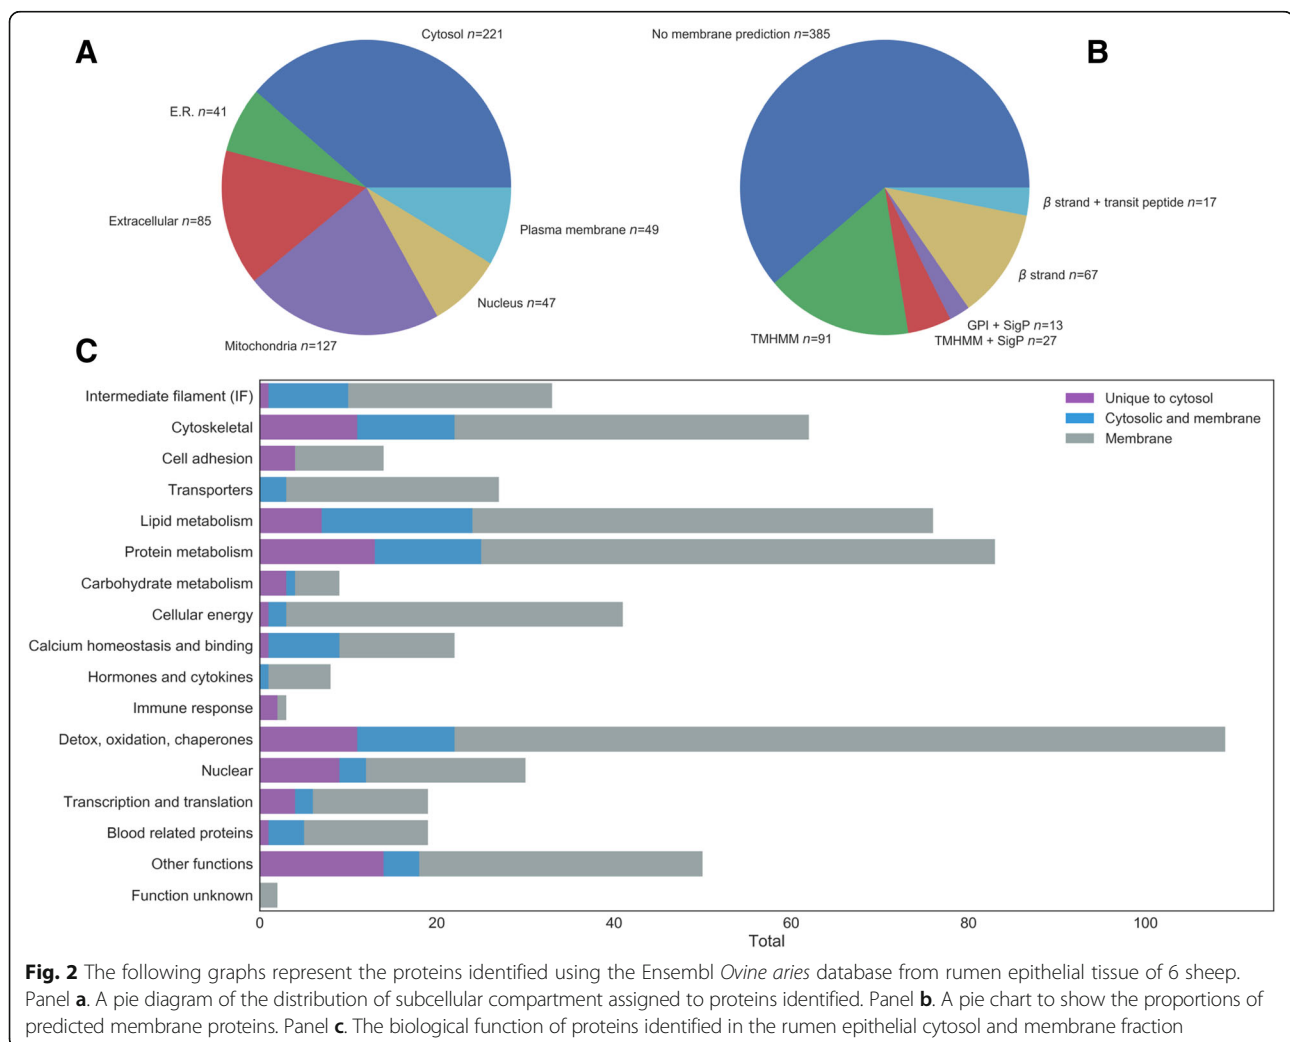 A
Cytosol n=221
E.R. n=41
Extracellular n=85
Mitochondria n=127
Nucleus n=47
Plasma membrane n=49
B
No membrane prediction n=385
β strand + transit peptide n=17
β strand n=67
GPI + SigP n=13
TMHMM + SigP n=27
TMHMM n=91
C
Intermediate filament (IF)
Cytoskeletal
Cell adhesion
Transporters
Lipid metabolism
Protein metabolism
Carbohydrate metabolism
Cellular energy
Calcium homeostasis and binding
Hormones and cytokines
Immune response
Detox, oxidation, chaperones
Nuclear
Transcription and translation
Blood related proteins
Other functions
Function unknown
Unique to cytosol
Cytosolic and membrane
Membrane
0 20 40 60 80 100
Total
Fig. 2 The following graphs represent the proteins identified using the Ensembl Ovine aries database from rumen epithelial tissue of 6 sheep.
Panel a. A pie diagram of the distribution of subcellular compartment assigned to proteins identified. Panel b. A pie chart to show the proportions of
predicted membrane proteins. Panel c. The biological function of proteins identified in the rumen epithelial cytosol and membrane fraction